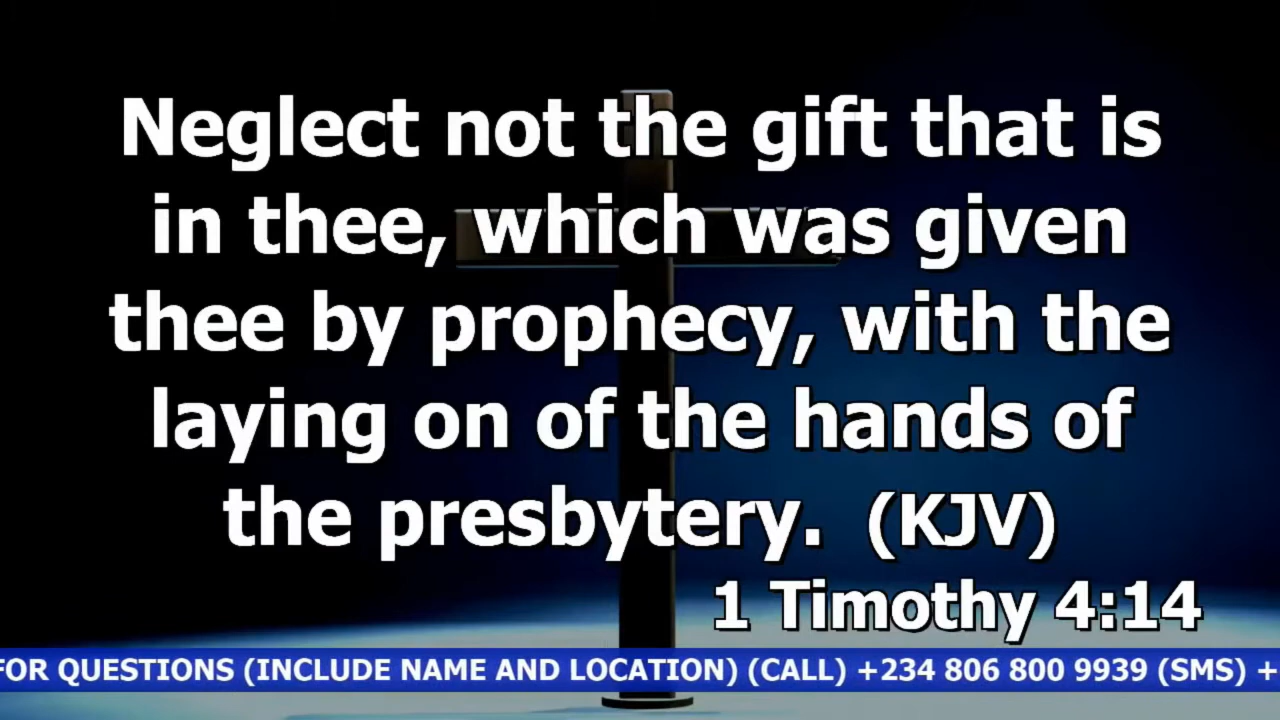 Neglect not the gift that is
in thee, which was given
thee by prophecy, with the
laying on of the hands of
the presbytery. (KJV)
1 Timothy 4:14
FOR QUESTIONS (INCLUDE NAME AND LOCATION) (CALL) +234 806 800 9939 (SMS) +